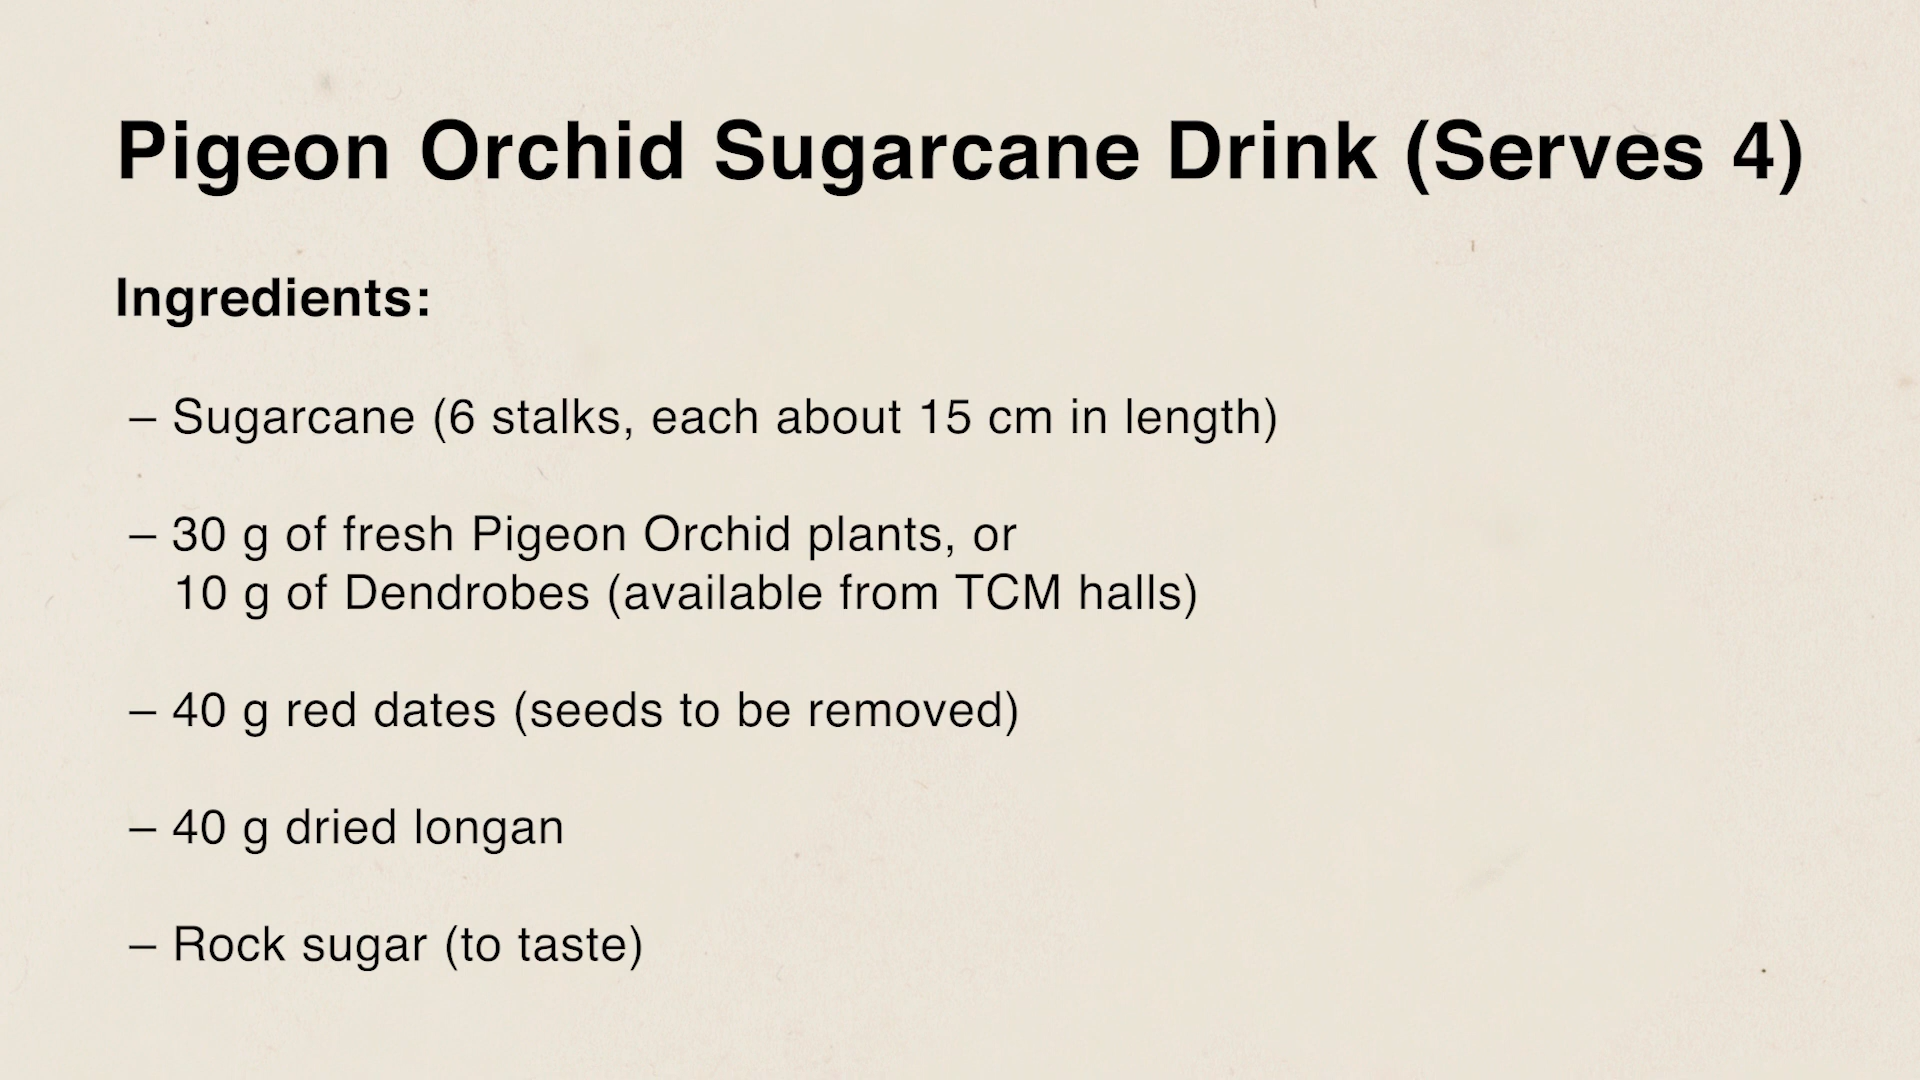 Pigeon Orchid Sugarcane Drink (Serves 4)
Ingredients:
– Sugarcane (6 stalks, each about 15 cm in length)
– 30 g of fresh Pigeon Orchid plants, or
10 g of Dendrobes (available from TCM halls)
– 40 g red dates (seeds to be removed)
– 40 g dried longan
– Rock sugar (to taste)